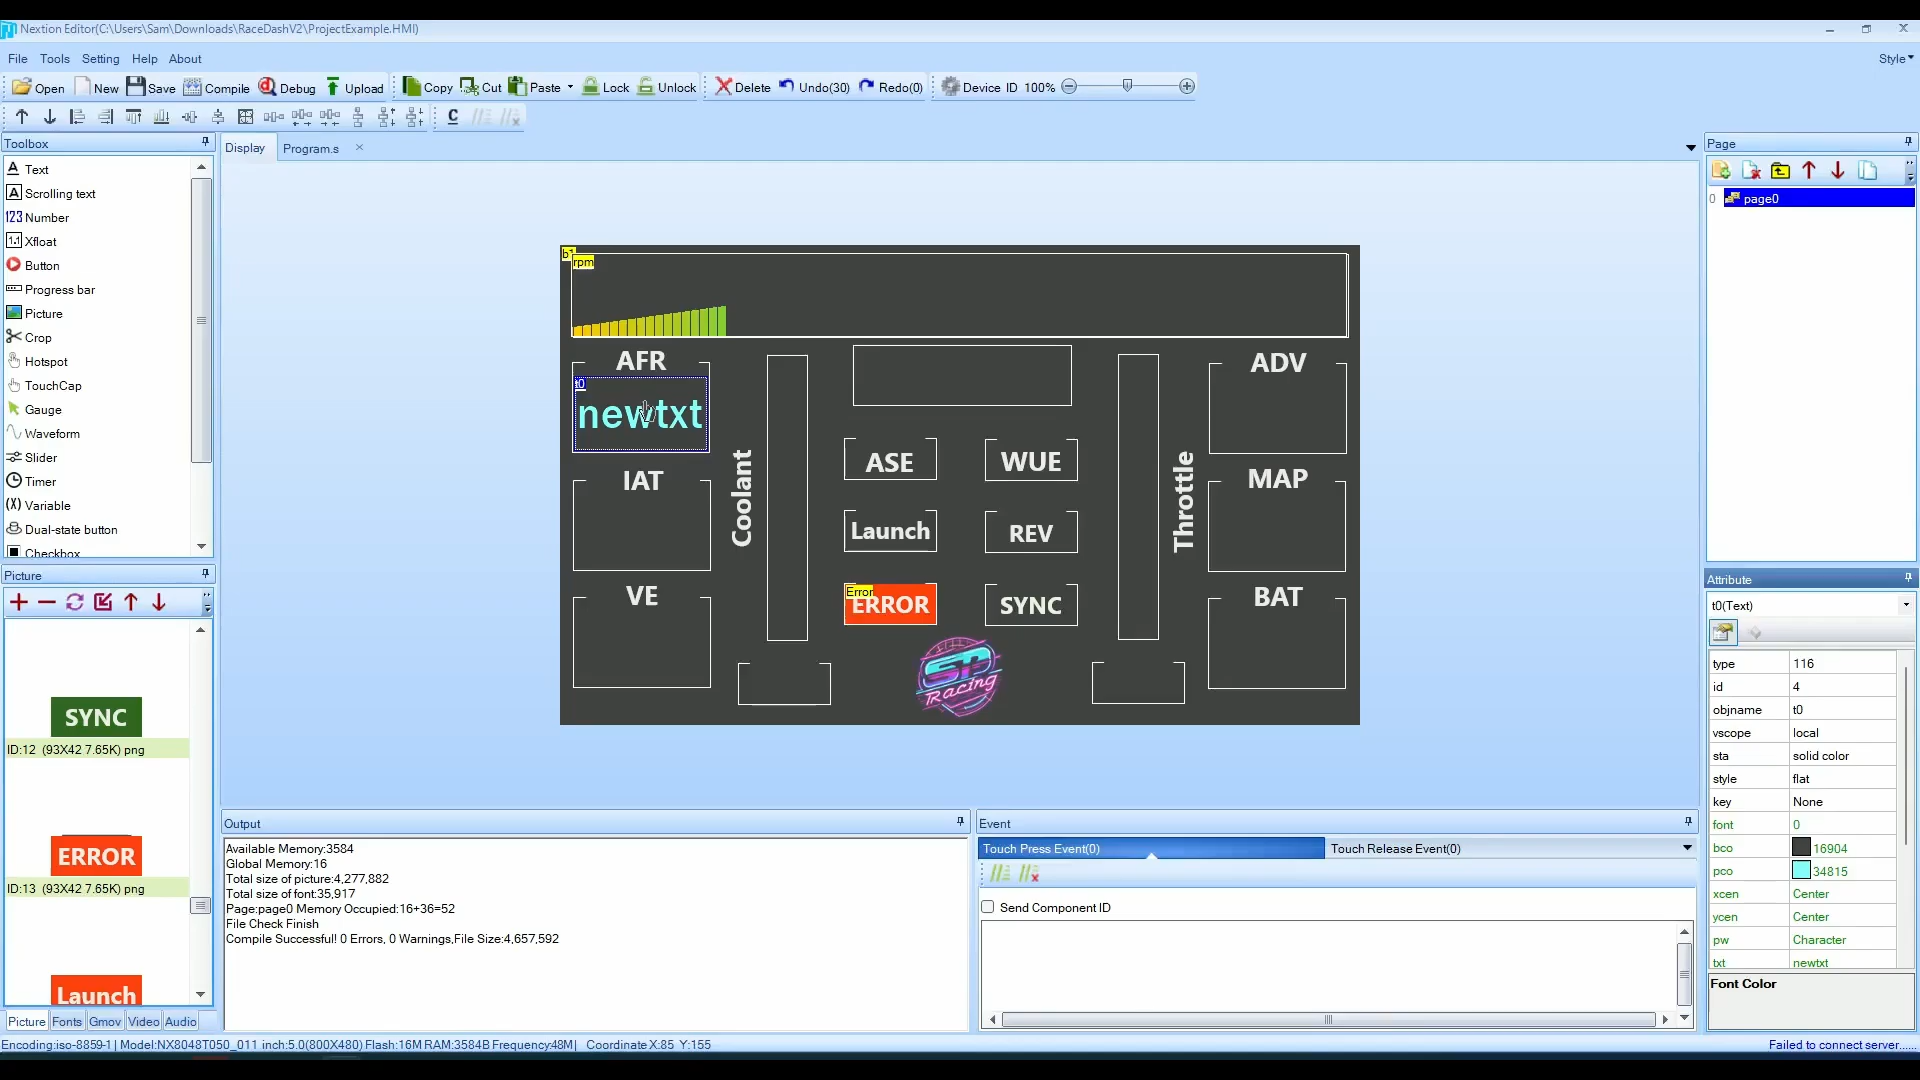 Nextion Editor(C:\Users\Sam\Downloads\RaceDashV2\ProjectExample.HMI)
File Tools Setting Help About Style
Open New Save Compile Debug Upload Copy Cut Paste Lock Unlock Delete Undo(30) Redo(0) Device ID 100%
Toolbox
Text
Scrolling text
Number
Xfloat
Button
Progress bar
Picture
Crop
Hotspot
TouchCap
Gauge
Waveform
Slider
Timer
Variable
Dual-state button
Checkbox
Picture
SYNC
ID:12 (93X42 7.65K) png
ERROR
ID:13 (93X42 7.65K) png
Launch
Picture Fonts Gmov Video Audio
Display Program.s
rpm
AFR
t0
newtxt
IAT
VE
Coolant
ASE
WUE
Launch
REV
Error
ERROR
SYNC
SP
Racing
Throttle
ADV
MAP
BAT
Output
Available Memory:3584
Global Memory:16
Total size of picture:4,277,882
Total size of font:35,917
Page:page0 Memory Occupied:16+36=52
File Check Finish
Compile Successful! 0 Errors, 0 Warnings,File Size:4,657,592
Event
Touch Press Event(0) Touch Release Event(0)
Send Component ID
Page
0 page0
Attribute
t0(Text)
type 116
id 4
objname t0
vscope local
sta solid color
style flat
key None
font 0
bco 16904
pco 34815
xcen Center
ycen Center
pw Character
txt newtxt
Font Color
Encoding:iso-8859-1 | Model:NX8048T050_011 inch:5.0(800X480) Flash:16M RAM:3584B Frequency:48M | Coordinate X:85 Y:155
Failed to connect server......